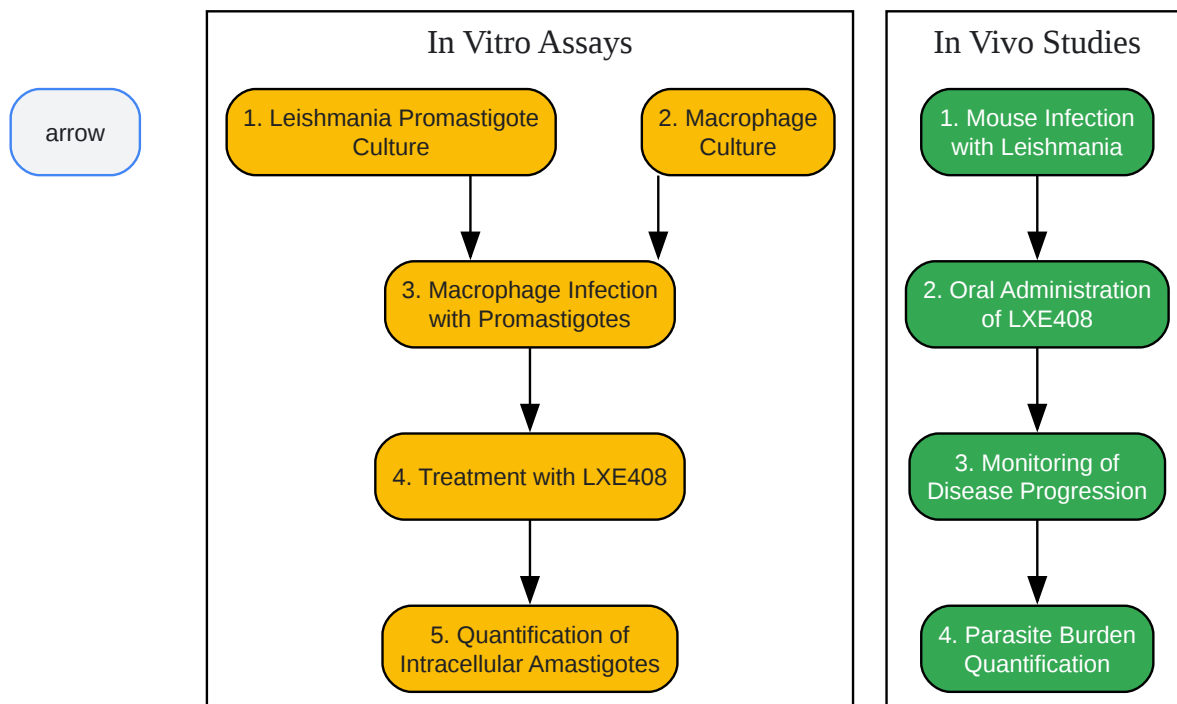 arrow
In Vitro Assays
1. Leishmania Promastigote
Culture
2. Macrophage
Culture
3. Macrophage Infection
with Promastigotes
4. Treatment with LXE408
5. Quantification of
Intracellular Amastigotes
In Vivo Studies
1. Mouse Infection
with Leishmania
2. Oral Administration
of LXE408
3. Monitoring of
Disease Progression
4. Parasite Burden
Quantification